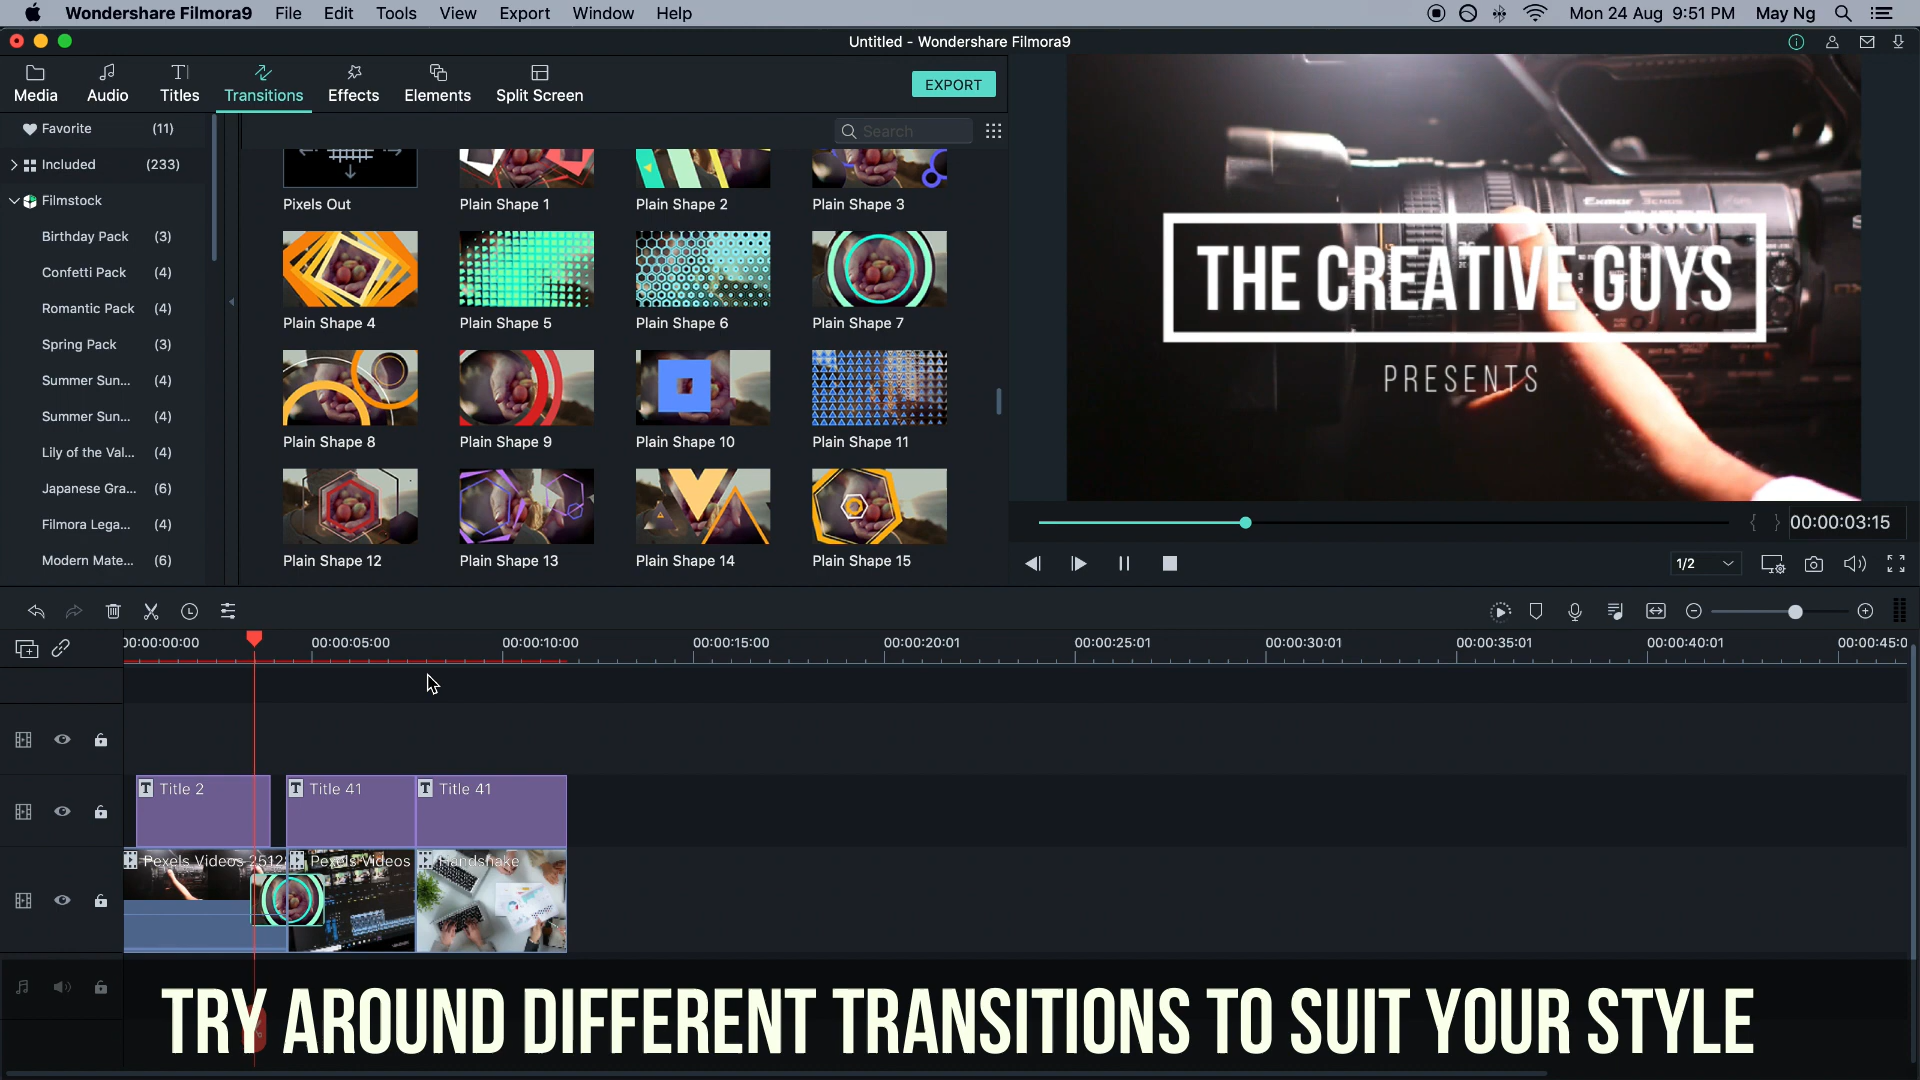 Wondershare Filmora9 File Edit Tools View Export Window Help
Mon 24 Aug 9:51 PM May Ng
Untitled - Wondershare Filmora9
Media Audio Titles Transitions Effects Elements Split Screen
EXPORT
Search
Favorite (11)
Included (233)
Filmstock
Birthday Pack (3)
Confetti Pack (4)
Romantic Pack (4)
Spring Pack (3)
Summer Sun... (4)
Summer Sun... (4)
Lily of the Val... (4)
Japanese Gra... (6)
Filmora Lega... (4)
Modern Mate... (6)
Pixels Out Plain Shape 1 Plain Shape 2 Plain Shape 3
Plain Shape 4 Plain Shape 5 Plain Shape 6 Plain Shape 7
Plain Shape 8 Plain Shape 9 Plain Shape 10 Plain Shape 11
Plain Shape 12 Plain Shape 13 Plain Shape 14 Plain Shape 15
Exmor 3CMOS
THE CREATIVE GUYS
PRESENTS
00:00:03:15
1/2
00:00:00:00 00:00:05:00 00:00:10:00 00:00:15:00 00:00:20:01 00:00:25:01 00:00:30:01 00:00:35:01 00:00:40:01 00:00:45:0
T Title 2 T Title 41 T Title 41
Pexels Videos 2512 Pexels Videos Handshake
TRY AROUND DIFFERENT TRANSITIONS TO SUIT YOUR STYLE